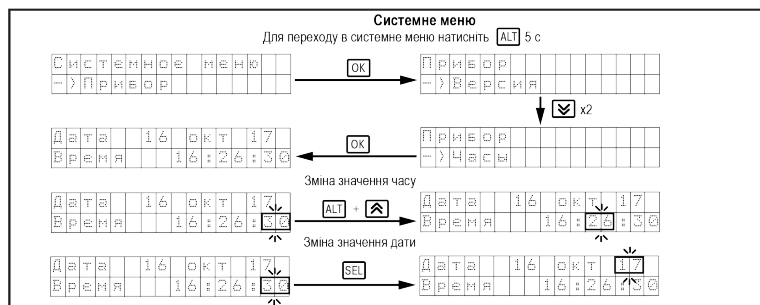 Системне меню
Для переходу в системне меню натисніть ALT 5 с
Системное меню
->Прибор
OK
Прибор
->Версия
x2
Дата 16 окт 17
Время 16:26:30
OK
Прибор
->Часы
Зміна значення часу
Дата 16 окт 17
Время 16:26:30
ALT +
Дата 16 окт 17
Время 16:26:30
Зміна значення дати
Дата 16 окт 17
Время 16:26:30
SEL
Дата 16 окт 17
Время 16:26:30